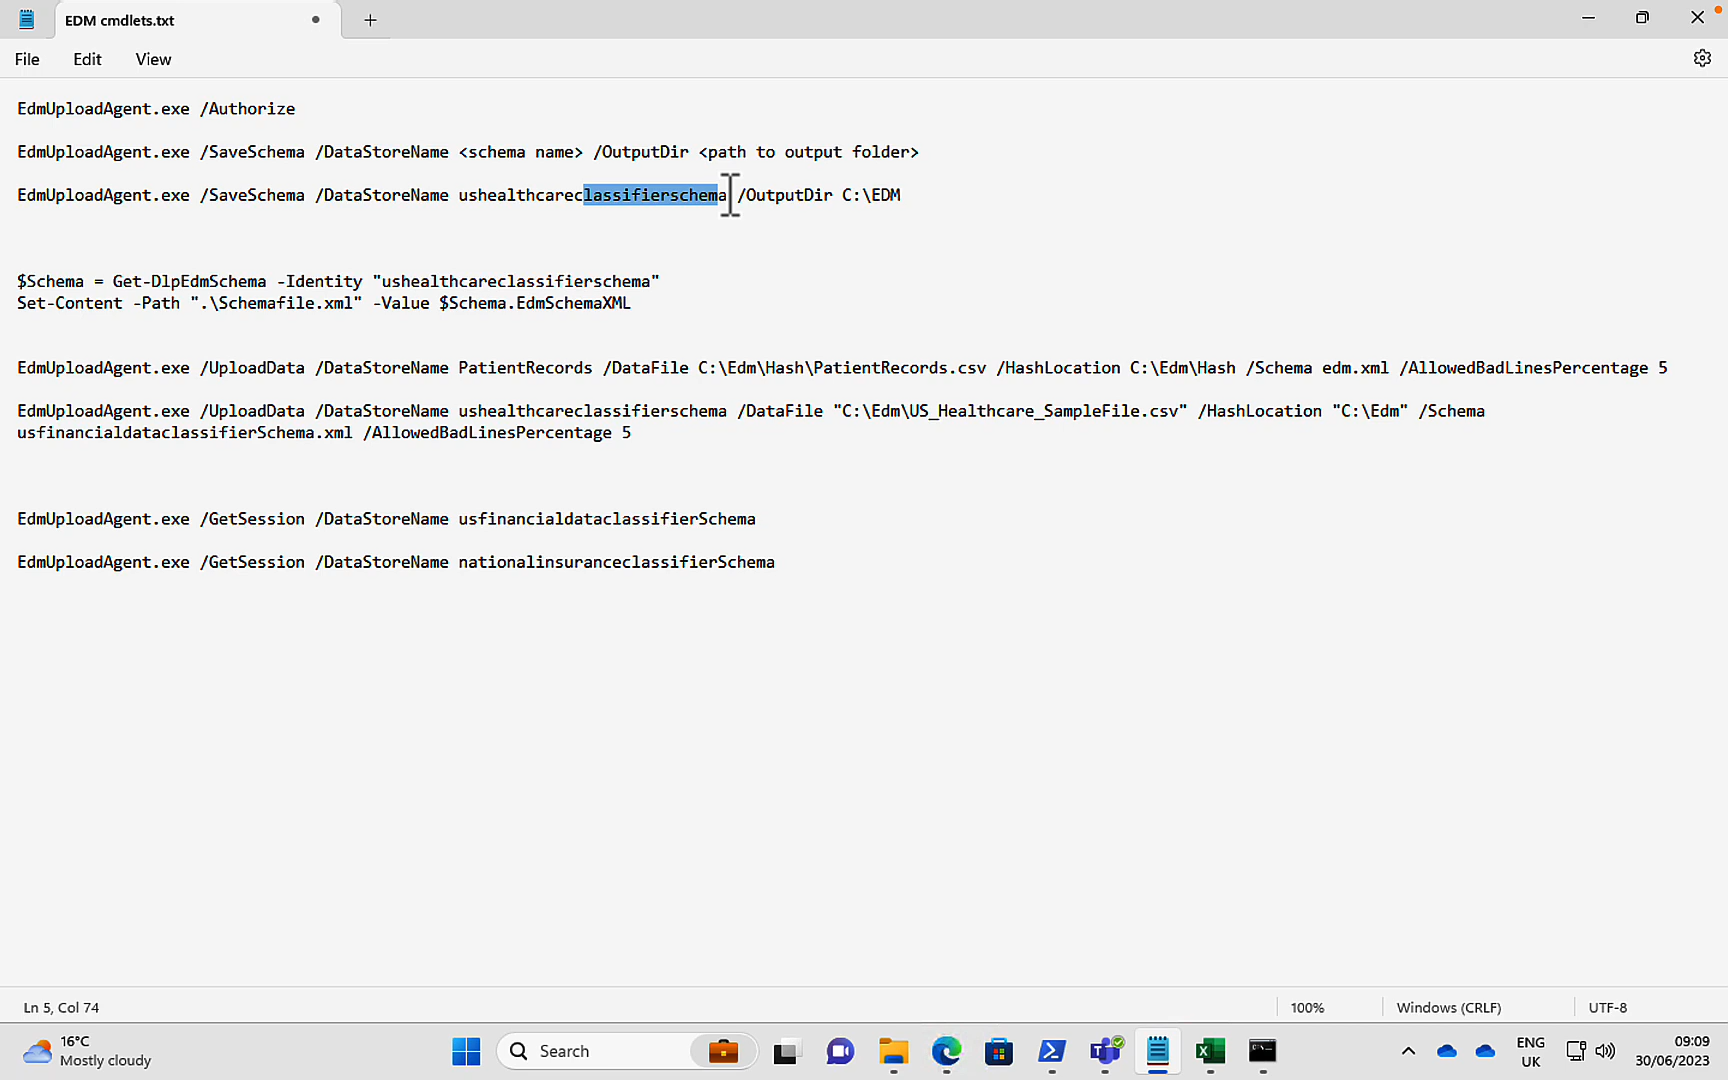 EDM cmdlets.txt
File Edit View
EdmUploadAgent.exe /Authorize
EdmUploadAgent.exe /SaveSchema /DataStoreName <schema name> /OutputDir <path to output folder>
EdmUploadAgent.exe /SaveSchema /DataStoreName ushealthcareclassifierschema /OutputDir C:\EDM
$Schema = Get-DlpEdmSchema -Identity "ushealthcareclassifierschema"
Set-Content -Path ".\Schemafile.xml" -Value $Schema.EdmSchemaXML
EdmUploadAgent.exe /UploadData /DataStoreName PatientRecords /DataFile C:\Edm\Hash\PatientRecords.csv /HashLocation C:\Edm\Hash /Schema edm.xml /AllowedBadLinesPercentage 5
EdmUploadAgent.exe /UploadData /DataStoreName ushealthcareclassifierschema /DataFile "C:\Edm\US_Healthcare_SampleFile.csv" /HashLocation "C:\Edm" /Schema
usfinancialdataclassifierSchema.xml /AllowedBadLinesPercentage 5
EdmUploadAgent.exe /GetSession /DataStoreName usfinancialdataclassifierSchema
EdmUploadAgent.exe /GetSession /DataStoreName nationalinsuranceclassifierSchema
Ln 5, Col 74 100% Windows (CRLF) UTF-8
16°C
Mostly cloudy
Search
ENG
UK
09:09
30/06/2023